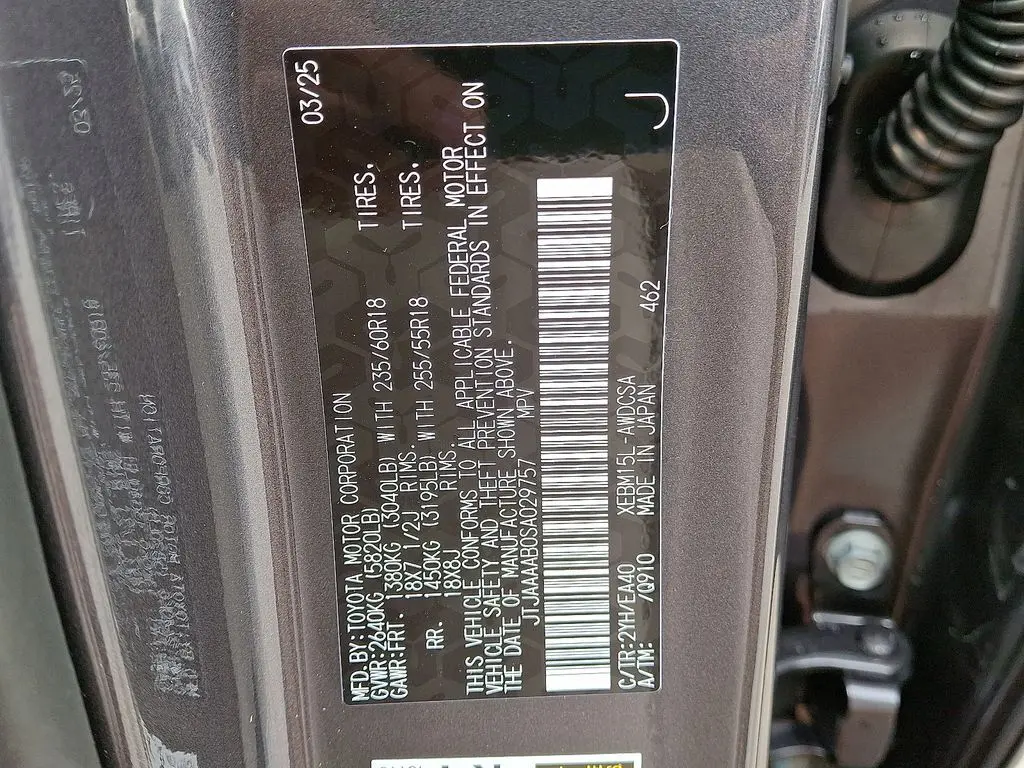 MFD.BY:TOYOTA MOTOR CORPORATION 03/25
GVWR:2640KG (5820LB)
GAWR:FRT. 1380KG (3040LB) WITH 235/60R18 TIRES.
18X7 1/2J RIMS.
RR. 1450KG (3195LB) WITH 255/55R18 TIRES.
18X8J RIMS.
THIS VEHICLE CONFORMS TO ALL APPLICABLE FEDERAL MOTOR
VEHICLE SAFETY AND THEFT PREVENTION STANDARDS IN EFFECT ON
THE DATE OF MANUFACTURE SHOWN ABOVE.
JTJAAAAB0SA029757 MPV
C/TR:2YH/EA40 XEBM15L-AWDCSA
A/TM: /Q910 MADE IN JAPAN 462 J